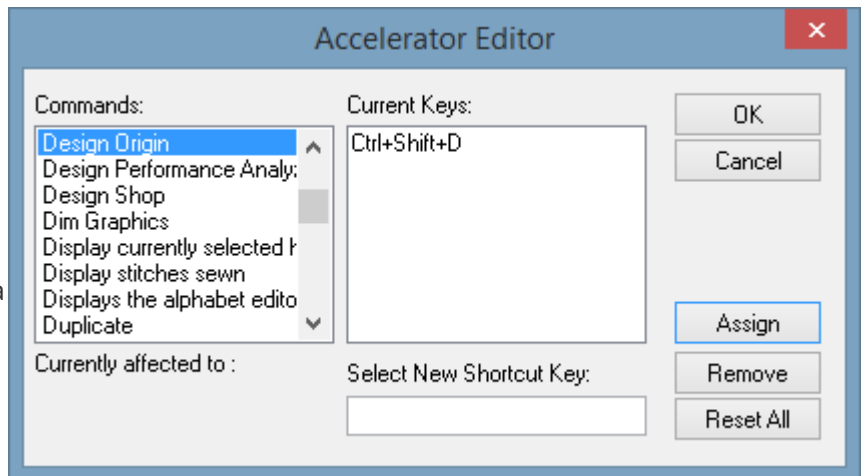 Accelerator Editor
Commands:
Design Origin
Design Performance Analy
Design Shop
Dim Graphics
Display currently selected
Display stitches sewn
Displays the alphabet edito
Duplicate
Currently affected to :
Current Keys:
Ctrl+Shift+D
Select New Shortcut Key:
OK
Cancel
Assign
Remove
Reset All
a